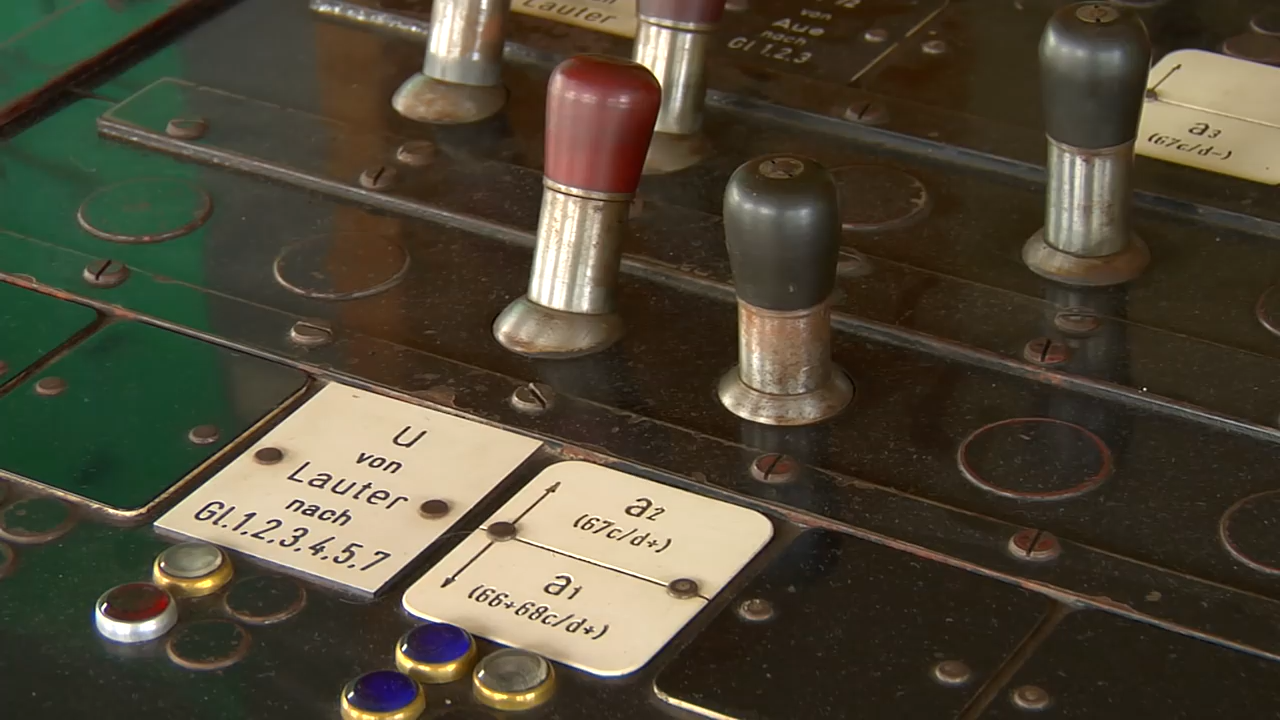 Lauter
von
Aue
nach
Gl 1.2.3
a3
(67c/d-)
U
von
Lauter
nach
Gl.1.2.3.4.5.7
a2
(67c/d+)
a1
(66+68c/d+)